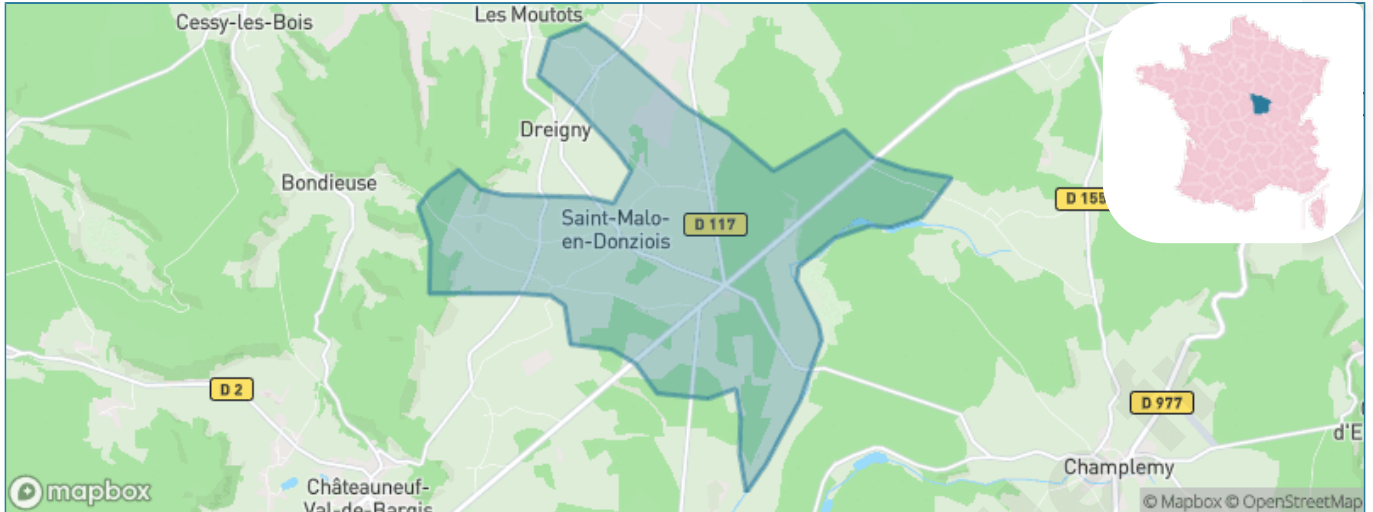 Les Moutots
Cessy-les-Bois
Dreigny
Bondieuse
D 155
Saint-Malo-
en-Donziois
D 117
D 2
D 977
d'E
Champlemy
Châteauneuf-
Val-de-Bargis
mapbox
© Mapbox © OpenStreetMap